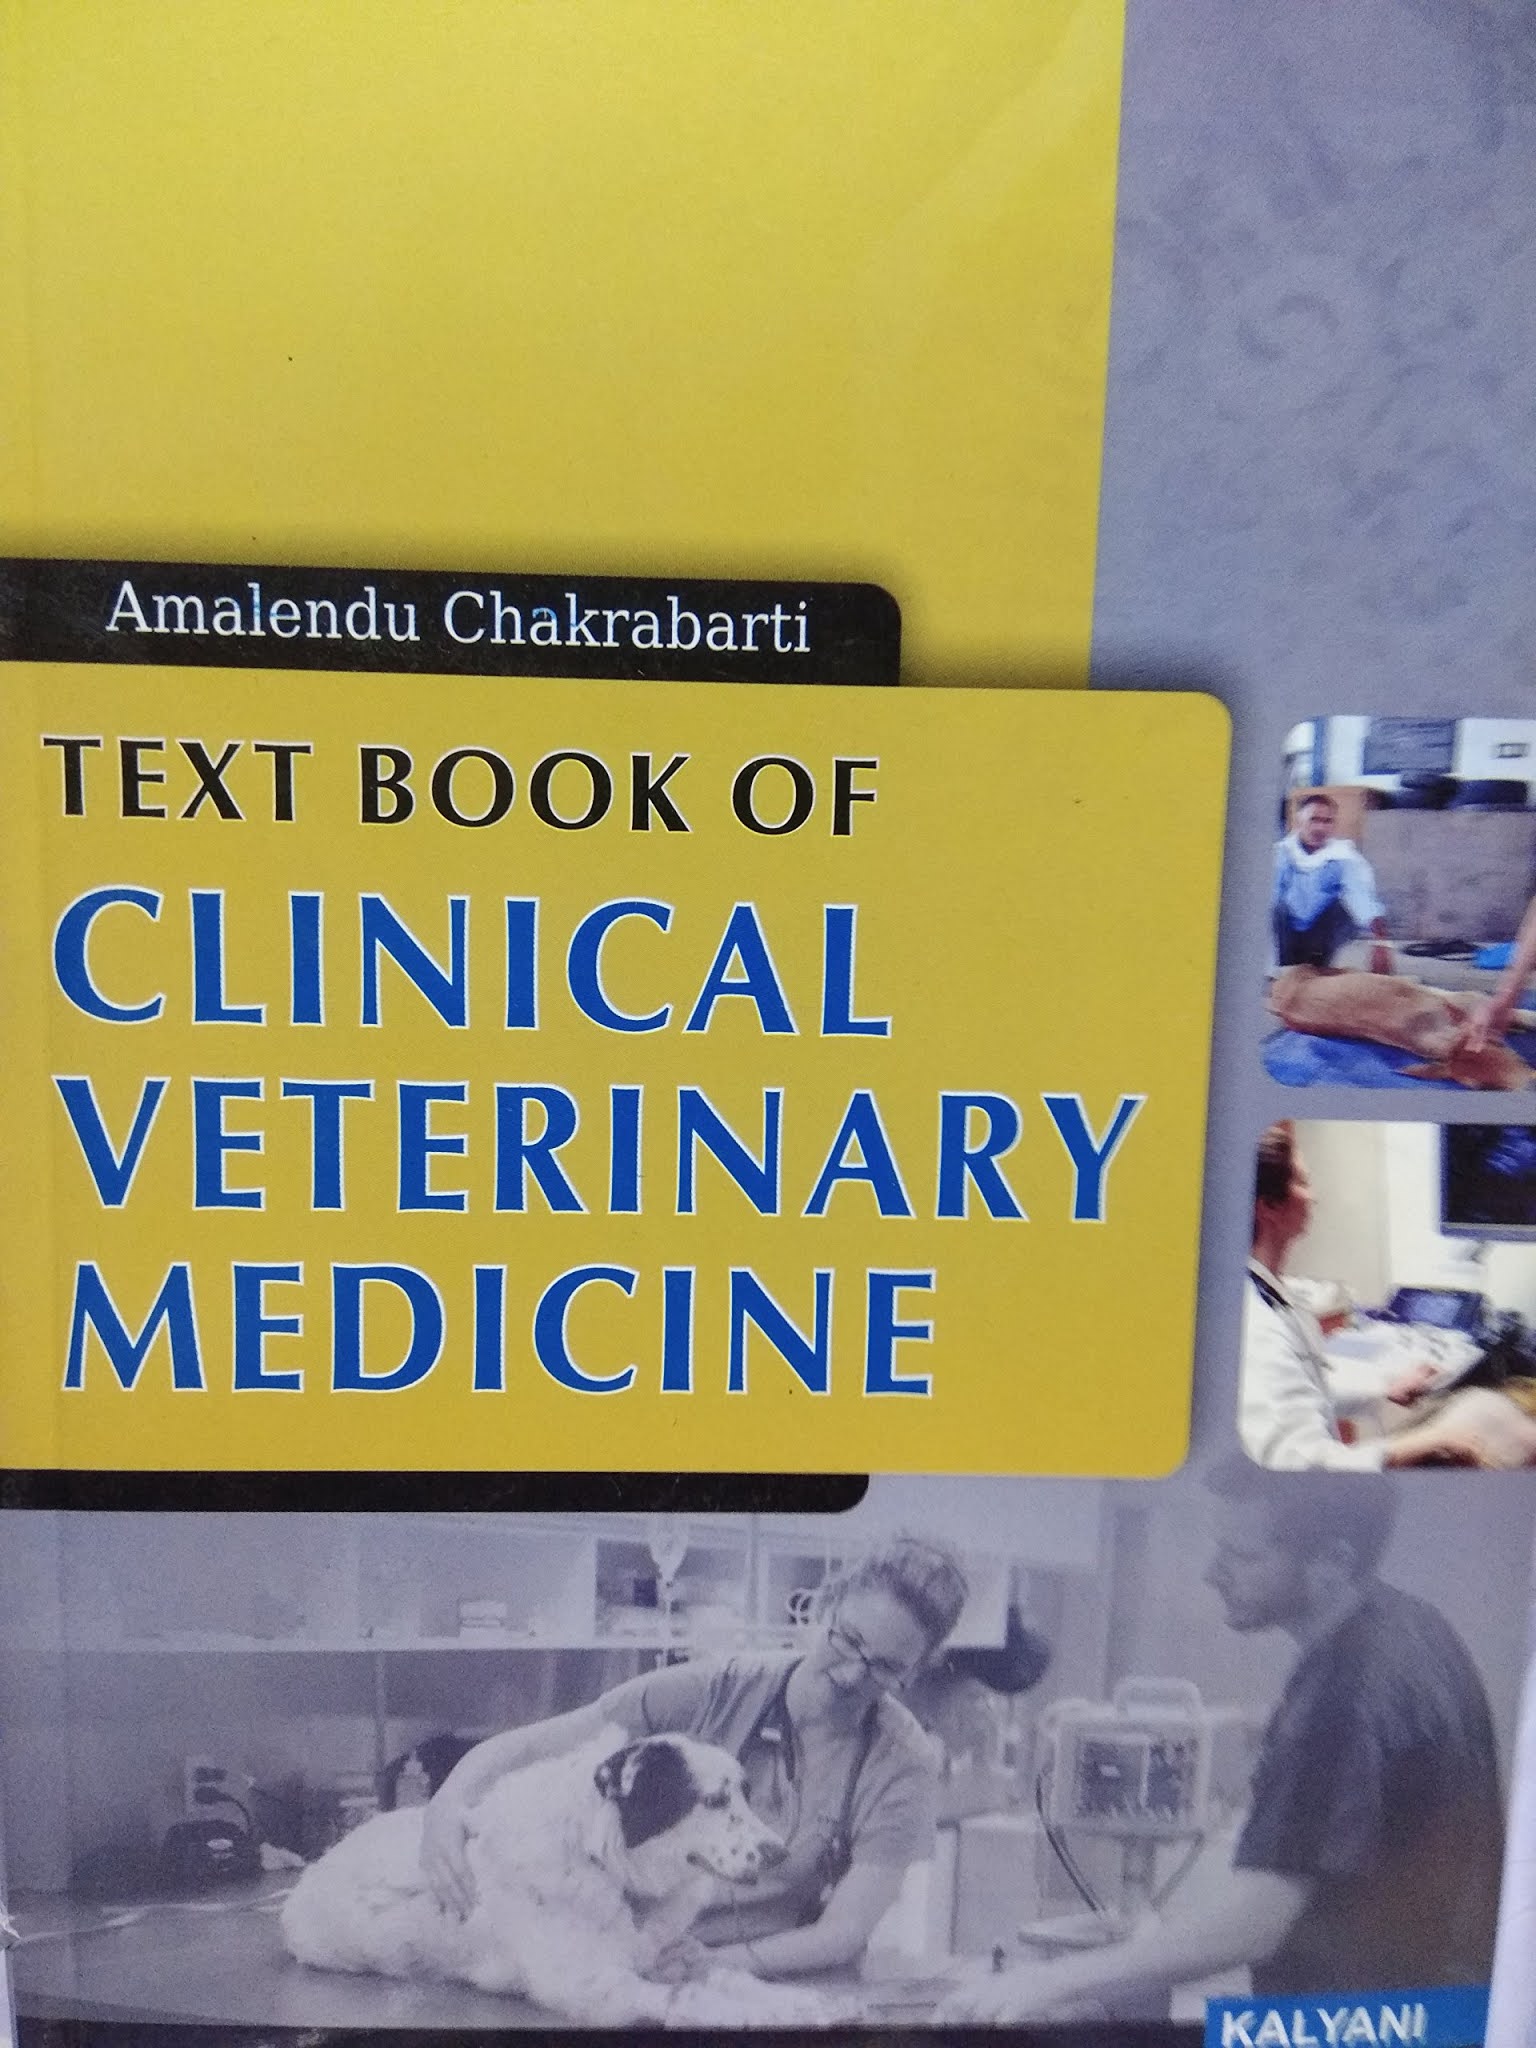 Amalendu Chakrabarti
TEXT BOOK OF
CLINICAL
VETERINARY
MEDICINE
KALYANI